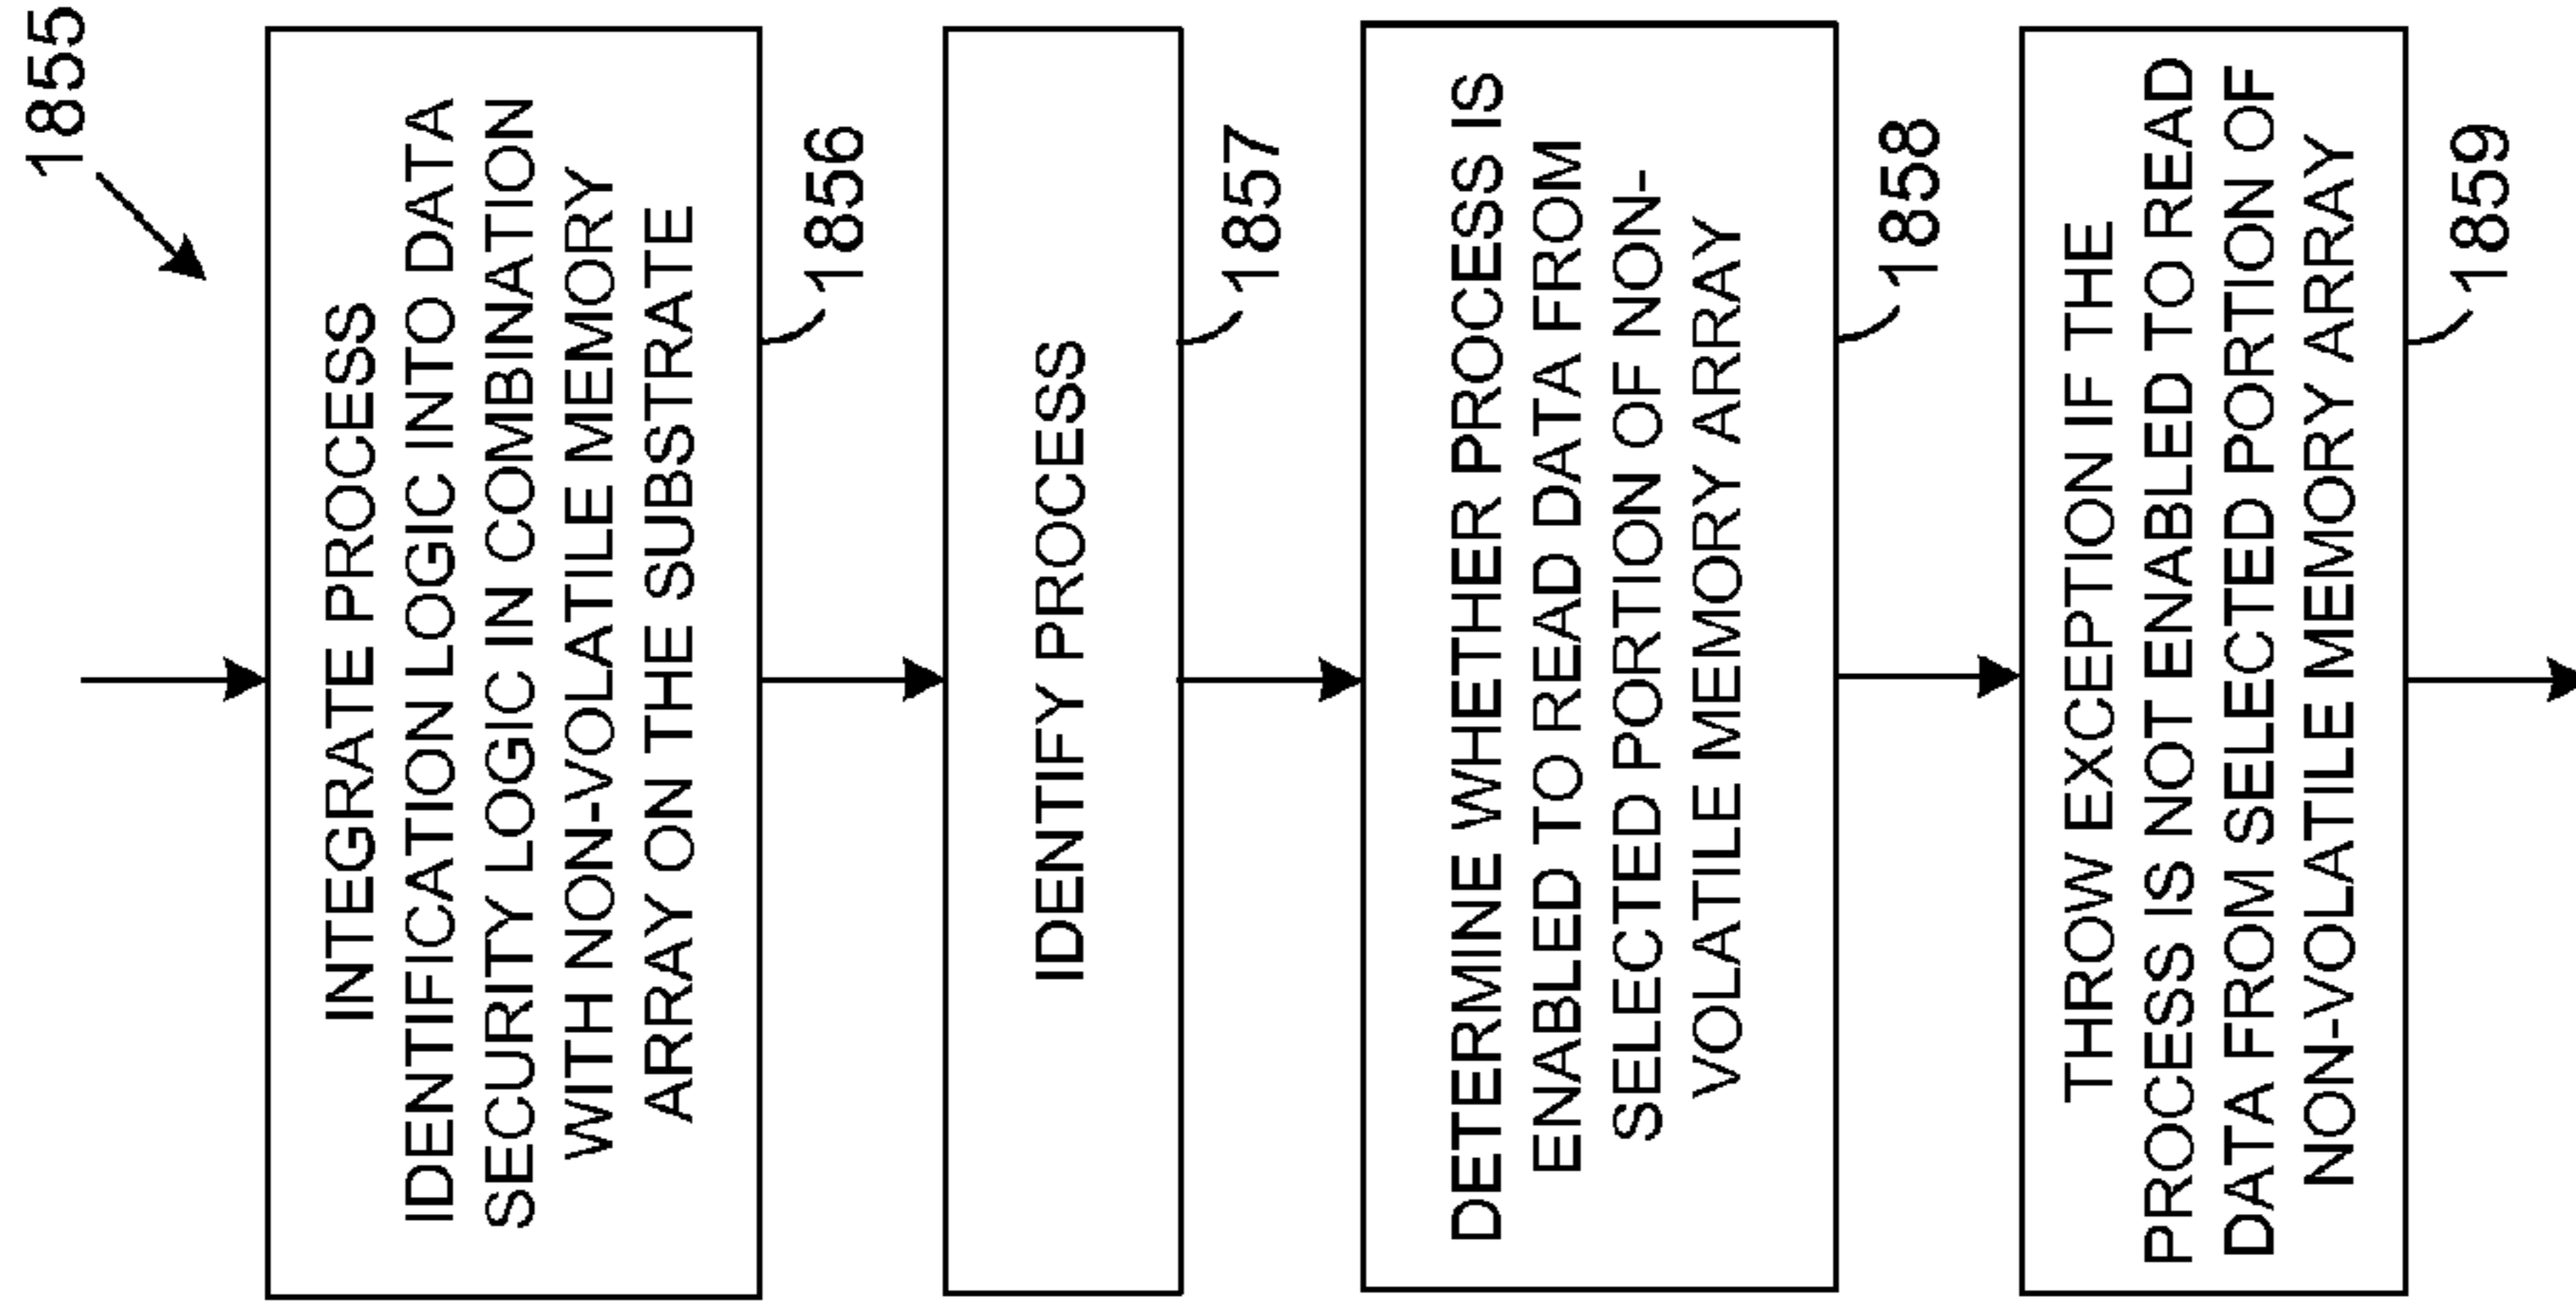 1855
INTEGRATE PROCESS
IDENTIFICATION LOGIC INTO DATA
SECURITY LOGIC IN COMBINATION
WITH NON-VOLATILE MEMORY
ARRAY ON THE SUBSTRATE
1856
IDENTIFY PROCESS
1857
DETERMINE WHETHER PROCESS IS
ENABLED TO READ DATA FROM
SELECTED PORTION OF NON-
VOLATILE MEMORY ARRAY
1858
THROW EXCEPTION IF THE
PROCESS IS NOT ENABLED TO READ
DATA FROM SELECTED PORTION OF
NON-VOLATILE MEMORY ARRAY
1859